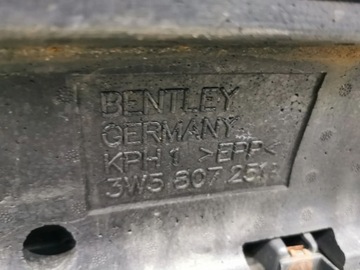 BENTLEY
GERMANY
KPH 1 >EPP<
3W5 807 251